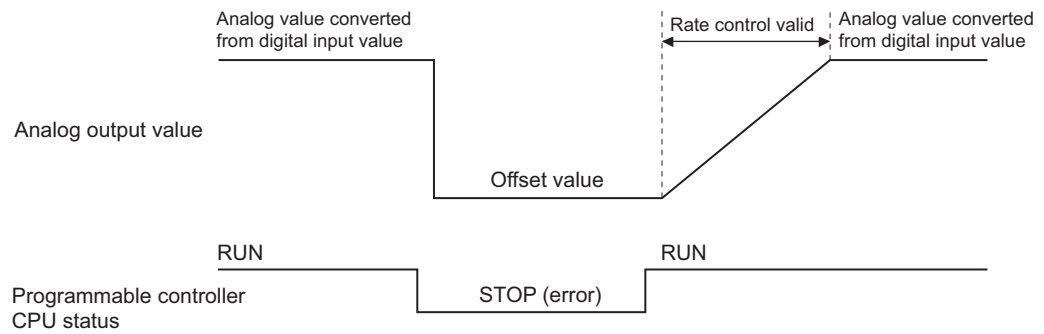 Analog value converted
from digital input value
Rate control valid
Analog value converted
from digital input value
Analog output value
Offset value
RUN
RUN
STOP (error)
Programmable controller
CPU status